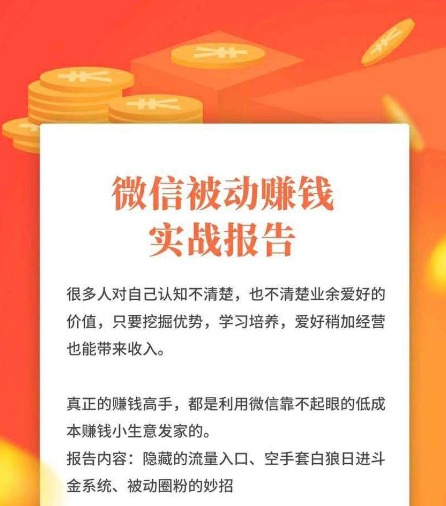 微信被动赚钱
实战报告
很多人对自己认知不清楚，也不清楚业余爱好的
价值，只要挖掘优势，学习培养，爱好稍加经营
也能带来收入。
真正的赚钱高手，都是利用微信靠不起眼的低成
本赚钱小生意发家的。
报告内容：隐藏的流量入口、空手套白狼日进斗
金系统、被动圈粉的妙招